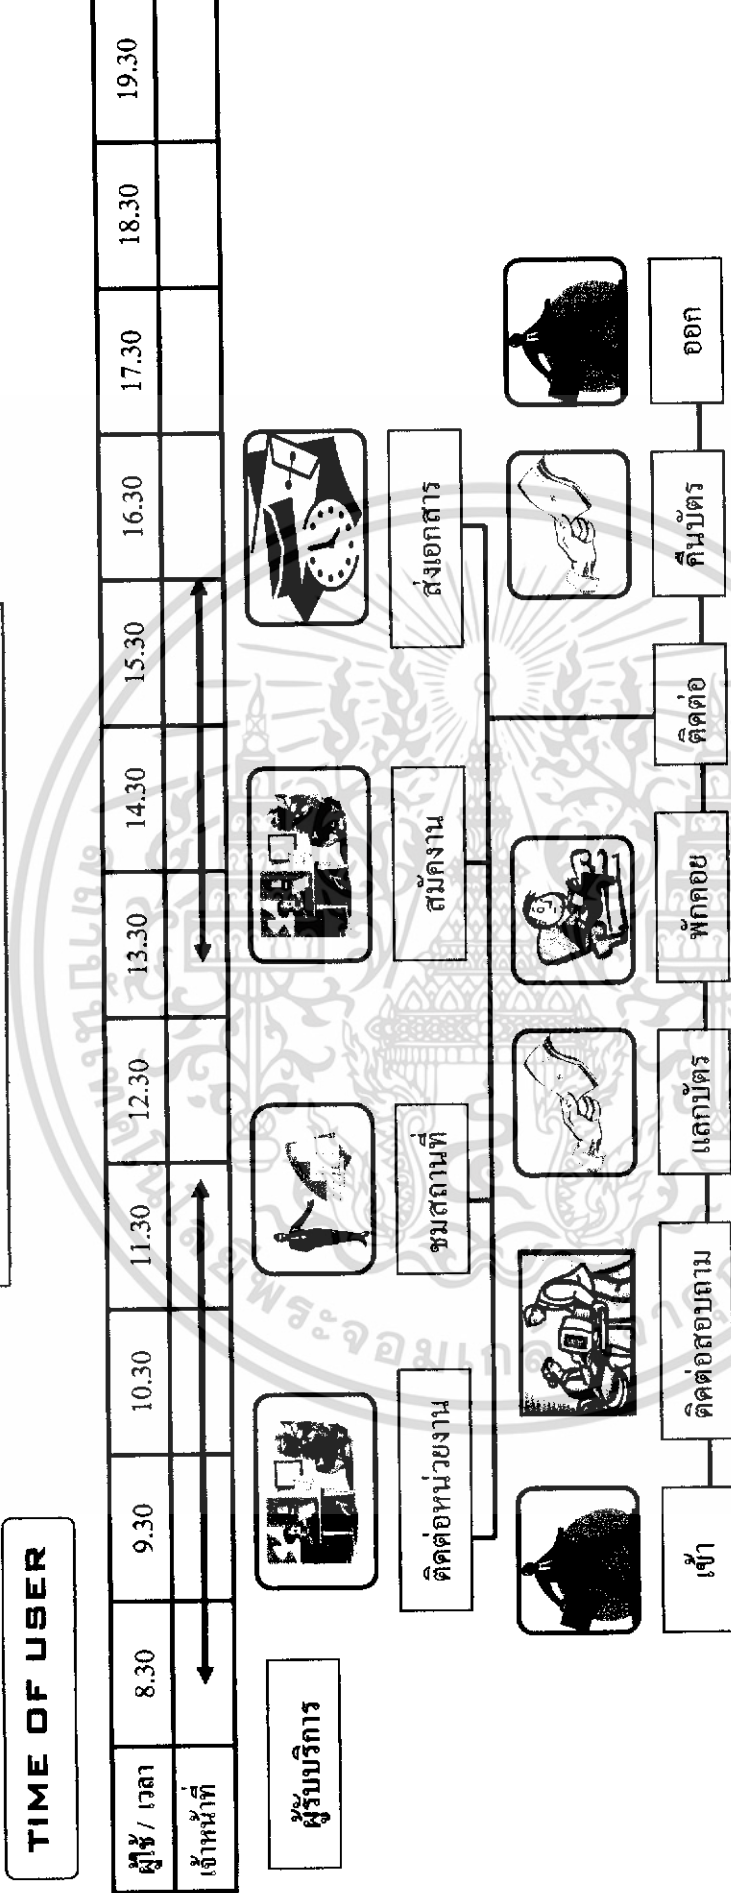 TIME OF USER
ผู้ใช้ / เวลา 8.30 9.30 10.30 11.30 12.30 13.30 14.30 15.30 16.30 17.30 18.30 19.30
เจ้าหน้าที่
ผู้รับบริการ
ติดต่อหน่วยงาน ชมสถานที่ สมัครงาน ส่งเอกสาร
เข้า ติดต่อสอบถาม แลกบัตร พักคอย ติดต่อ คืนบัตร ออก